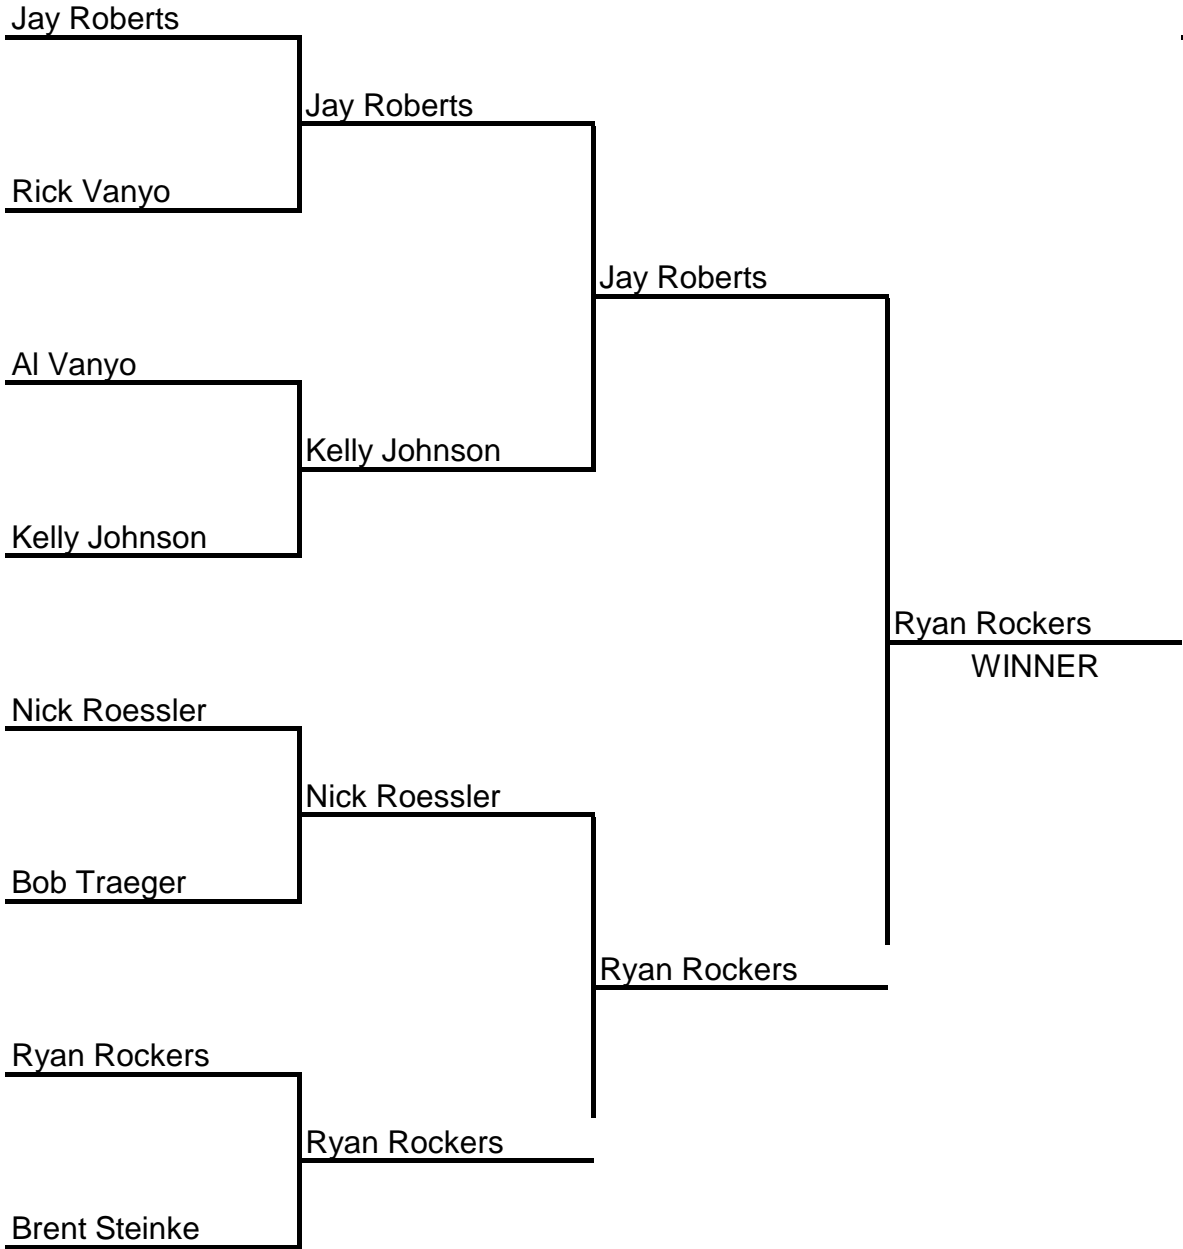 Jay Roberts
Jay Roberts
Rick Vanyo
Jay Roberts
Al Vanyo
Kelly Johnson
Kelly Johnson
Ryan Rockers
WINNER
Nick Roessler
Nick Roessler
Bob Traeger
Ryan Rockers
Ryan Rockers
Ryan Rockers
Brent Steinke